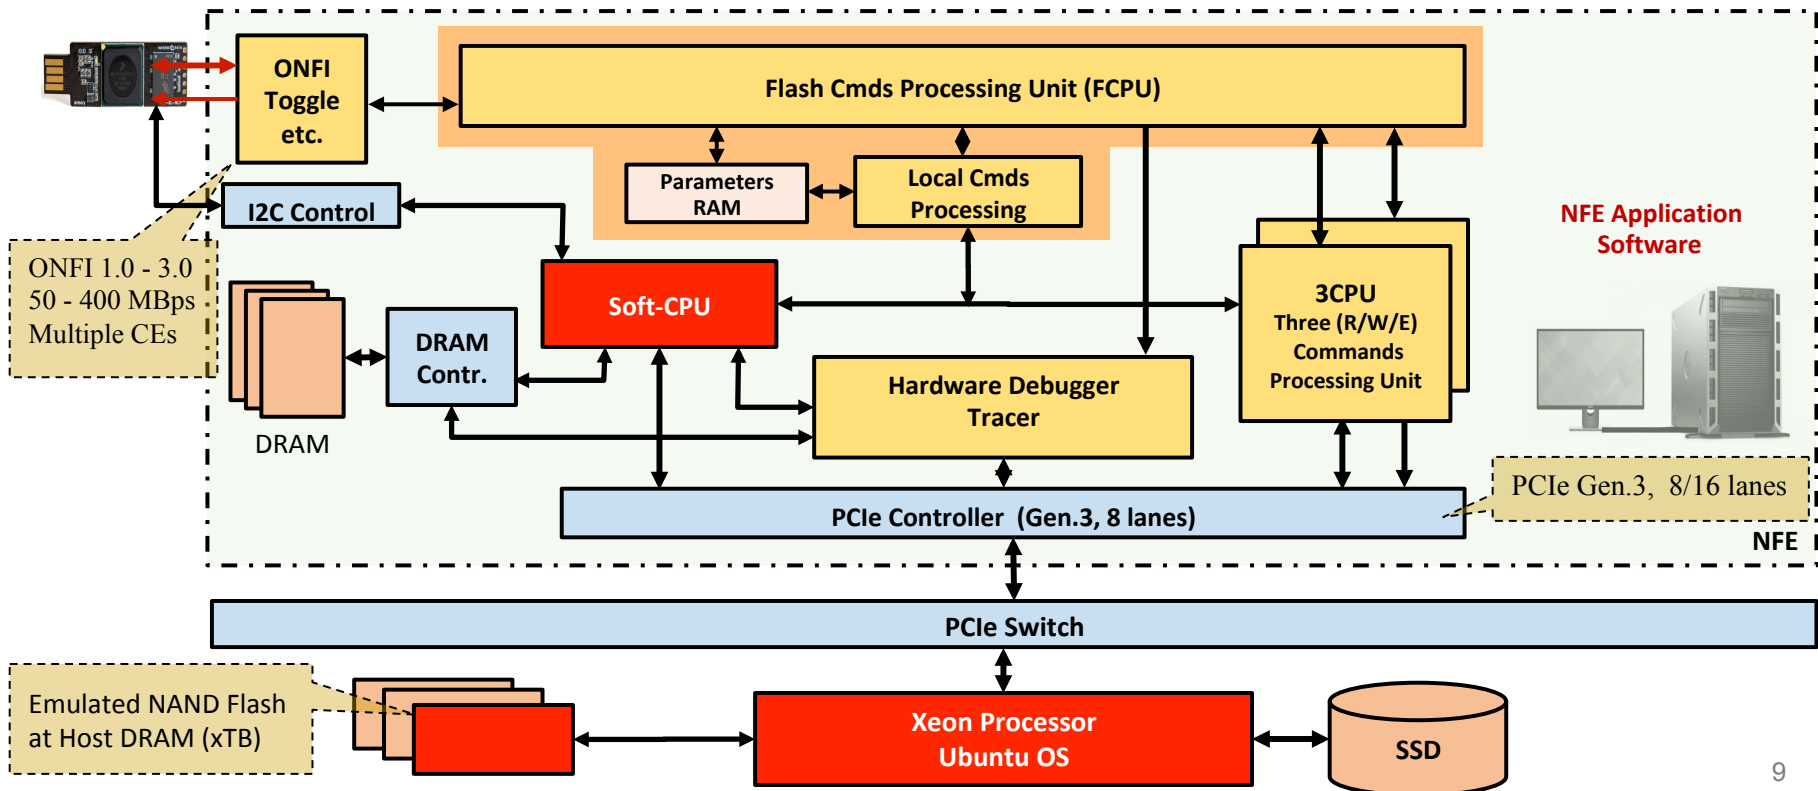 ONFI
Toggle
etc.
Flash Cmds Processing Unit (FCPU)
Parameters
RAM
Local Cmds
Processing
I2C Control
NFE Application
Software
ONFI 1.0 - 3.0
50 - 400 MBps
Multiple CEs
Soft-CPU
3CPU
Three (R/W/E)
Commands
Processing Unit
DRAM
Contr.
Hardware Debugger
Tracer
DRAM
PCIe Gen.3, 8/16 lanes
PCIe Controller (Gen.3, 8 lanes)
NFE
PCIe Switch
Emulated NAND Flash
at Host DRAM (xTB)
Xeon Processor
Ubuntu OS
SSD
9